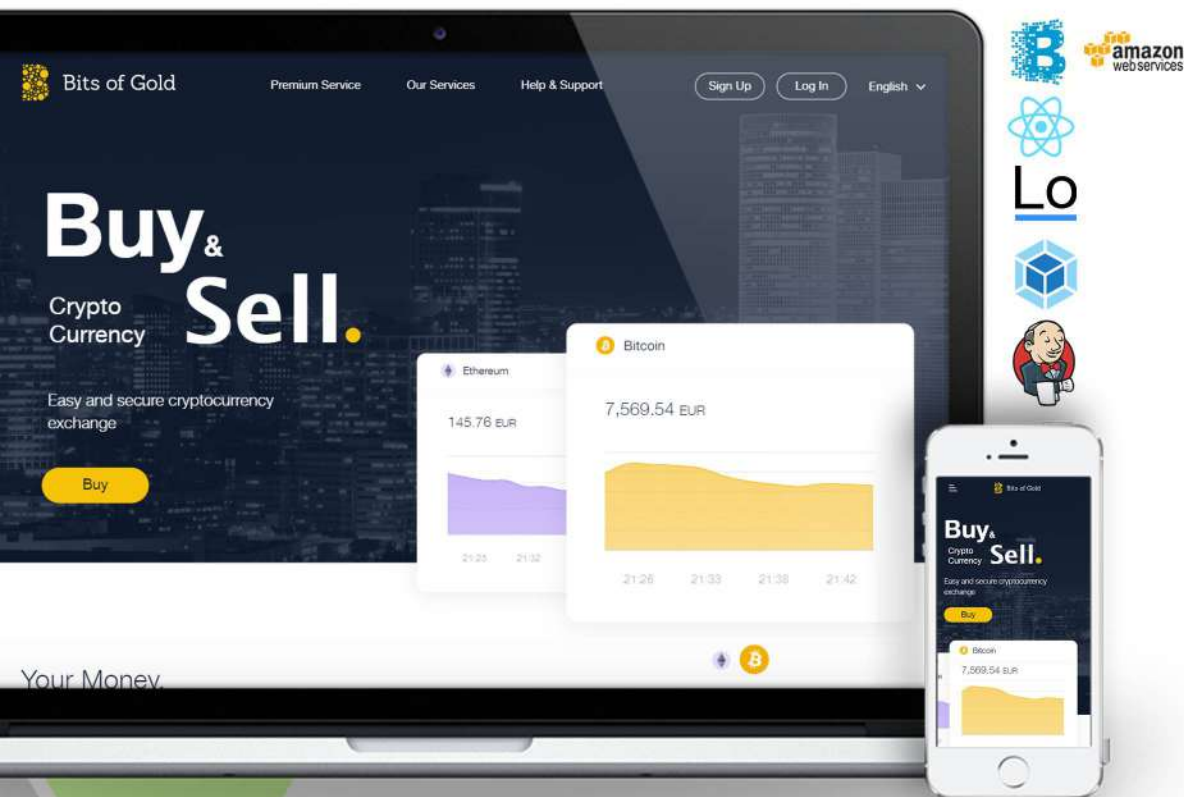 Bits of Gold
Premium Service
Our Services
Help & Support
Sign Up
Log In
English
Buy &
Crypto
Currency
Sell.
Easy and secure cryptocurrency
exchange
Buy
Ethereum
145.76 EUR
21:25 21:32
Bitcoin
7,569.54 EUR
21:26 21:33 21:38 21:42
Your Money.
amazon
web services
Lo
Bits of Gold
Buy &
Crypto
Currency
Sell.
Easy and secure cryptocurrency
exchange
Buy
Bitcoin
7,569.54 EUR